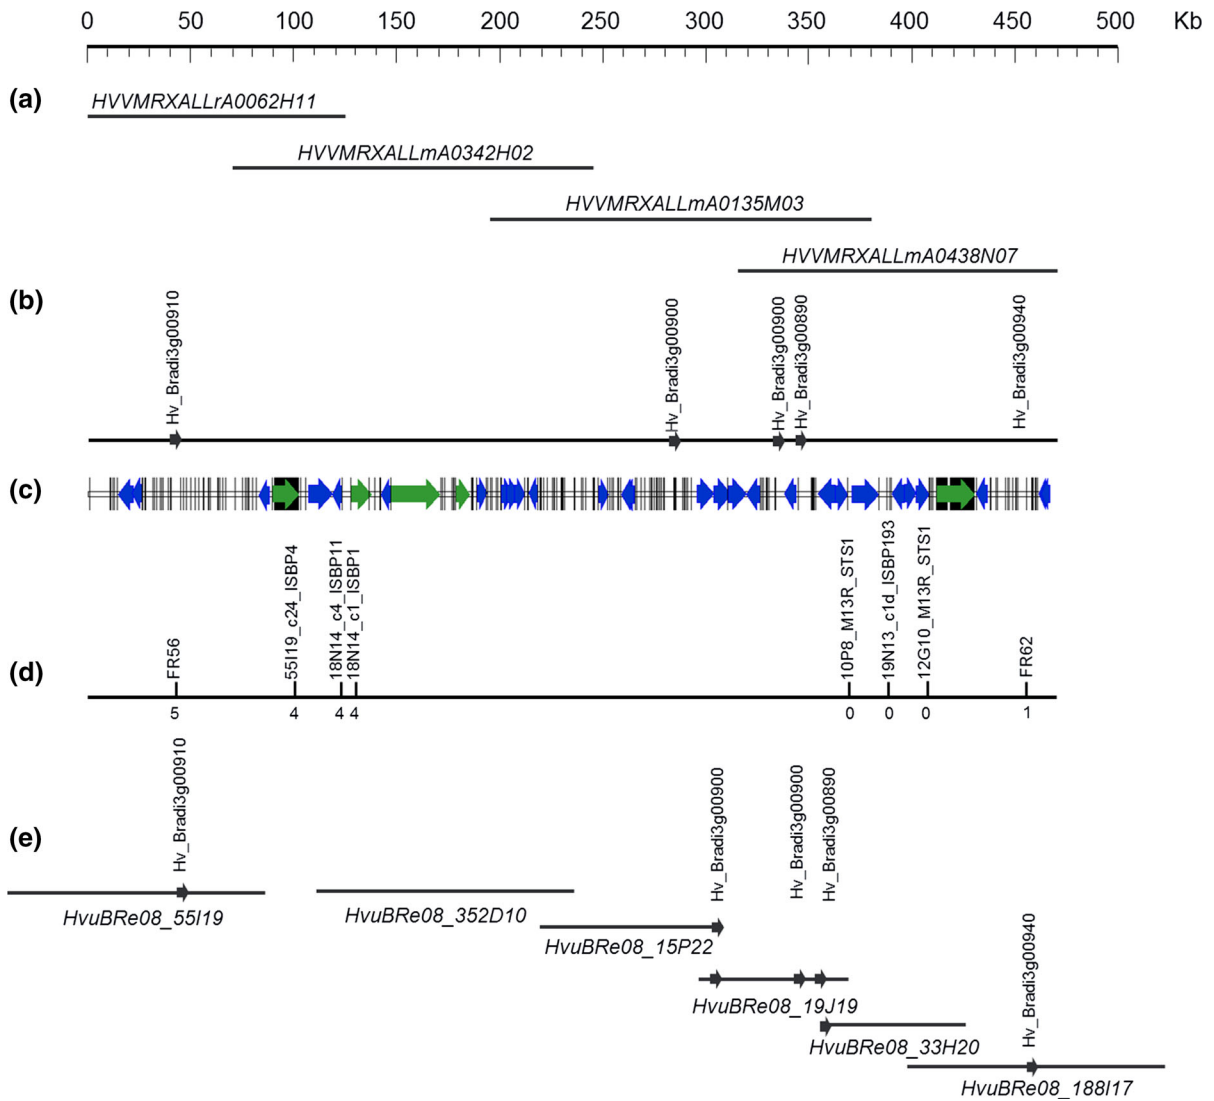 0 50 100 150 200 250 300 350 400 450 500 Kb
(a)
HVVMRXALLrA0062H11
HVVMRXALLmA0342H02
HVVMRXALLmA0135M03
HVVMRXALLmA0438N07
(b)
Hv_Bradi3g00910
Hv_Bradi3g00900
Hv_Bradi3g00900
Hv_Bradi3g00890
Hv_Bradi3g00940
(c)
(d)
FR56
55I19_c24_ISBP4
18N14_c4_ISBP11
18N14_c1_ISBP1
10P8_M13R_STS1
19N13_c1d_ISBP193
12G10_M13R_STS1
FR62
5 4 4 4 0 0 0 1
(e)
Hv_Bradi3g00910
Hv_Bradi3g00900
Hv_Bradi3g00900
Hv_Bradi3g00890
HvuBRe08_55I19
HvuBRe08_352D10
HvuBRe08_15P22
HvuBRe08_19J19
Hv_Bradi3g00940
HvuBRe08_33H20
HvuBRe08_188I17